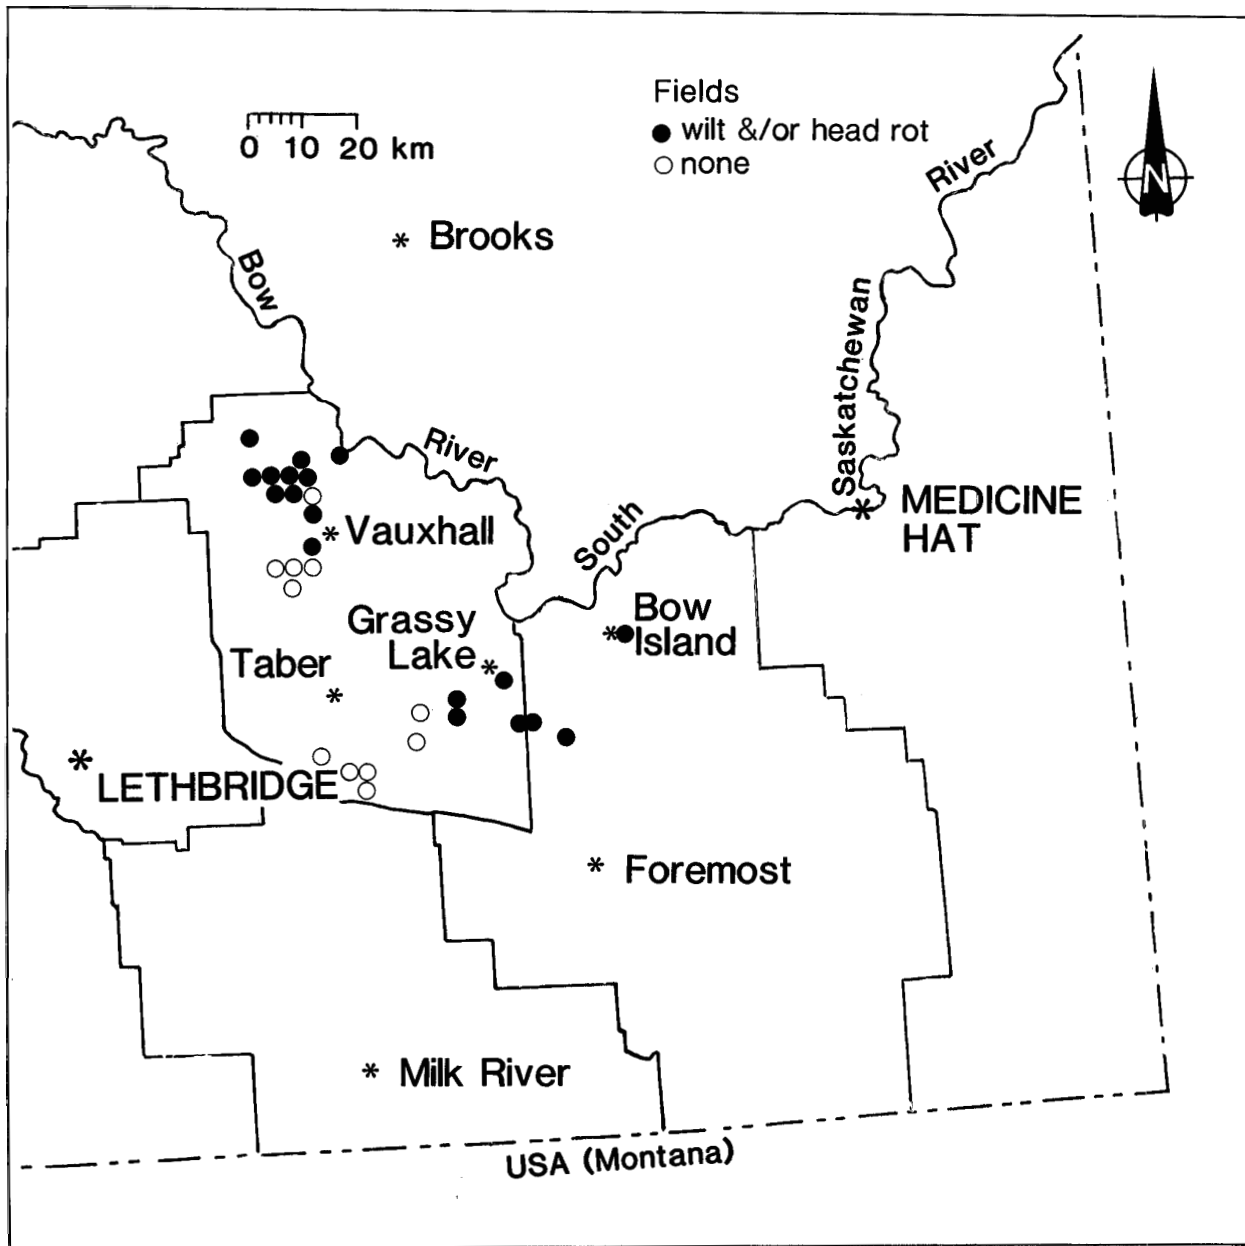 Fields
wilt &/or head rot
none
0 10 20 km
N
River
Brooks
Bow
Saskatchewan
River
MEDICINE
HAT
South
Vauxhall
Bow
Island
Grassy
Lake
Taber
LETHBRIDGE
Foremost
Milk River
USA (Montana)